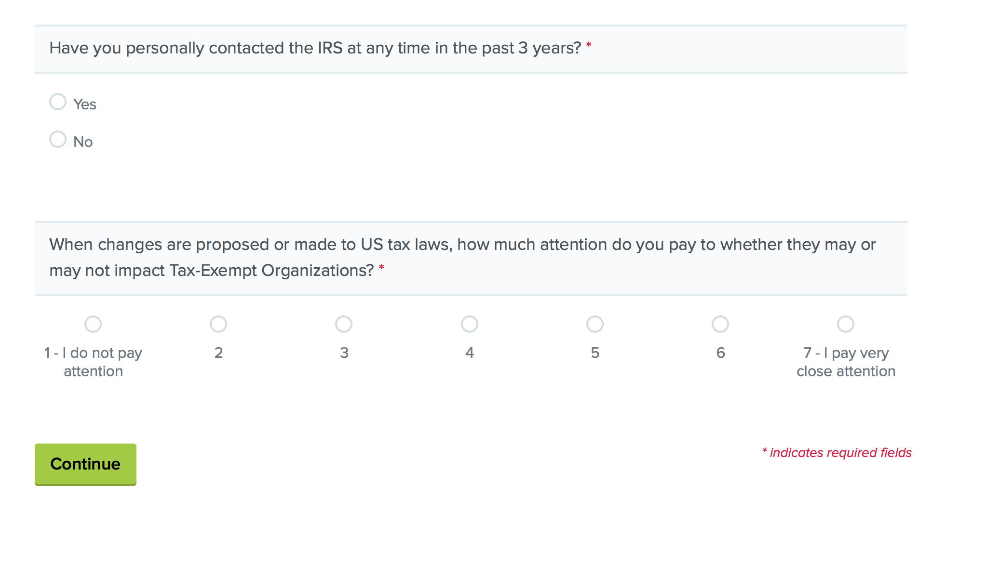 Have you personally contacted the IRS at any time in the past 3 years? *
Yes
No
When changes are proposed or made to US tax laws, how much attention do you pay to whether they may or
may not impact Tax-Exempt Organizations? *
1 - I do not pay
attention
2
3
4
5
6
7 - I pay very
close attention
Continue
* indicates required fields